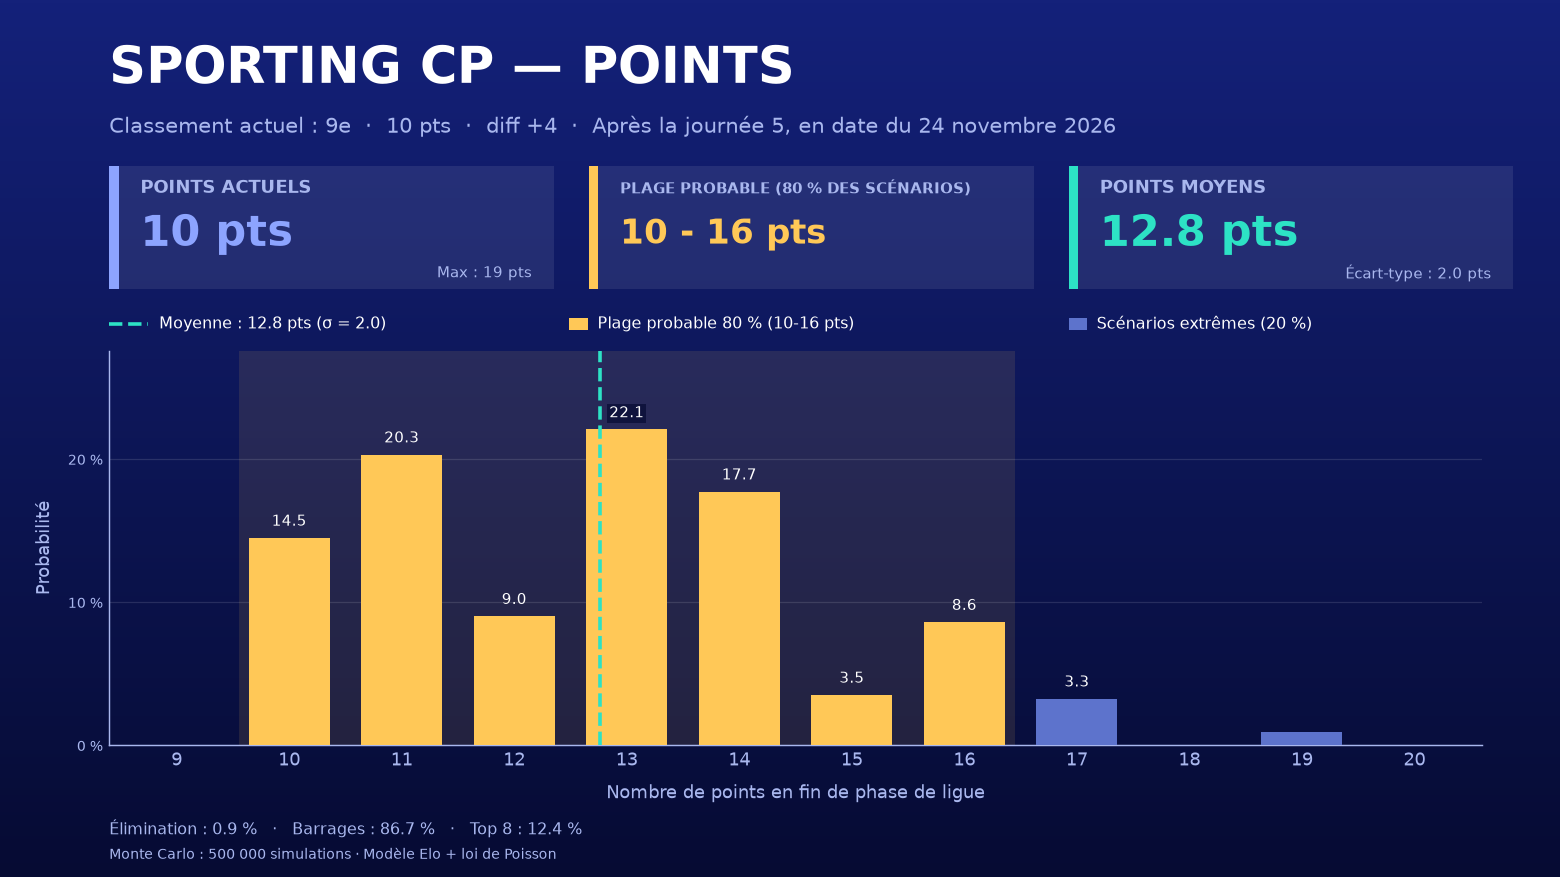 SPORTING CP — POINTS
Classement actuel : 9e · 10 pts · diff +4 · Après la journée 5, en date du 24 novembre 2026
POINTS ACTUELS
10 pts
Max : 19 pts
PLAGE PROBABLE (80 % DES SCÉNARIOS)
10 - 16 pts
POINTS MOYENS
12.8 pts
Écart-type : 2.0 pts
Moyenne : 12.8 pts (σ = 2.0)
Plage probable 80 % (10-16 pts)
Scénarios extrêmes (20 %)
Probabilité
20 %
10 %
0 %
14.5
20.3
9.0
22.1
17.7
3.5
8.6
3.3
9 10 11 12 13 14 15 16 17 18 19 20
Nombre de points en fin de phase de ligue
Élimination : 0.9 % · Barrages : 86.7 % · Top 8 : 12.4 %
Monte Carlo : 500 000 simulations · Modèle Elo + loi de Poisson